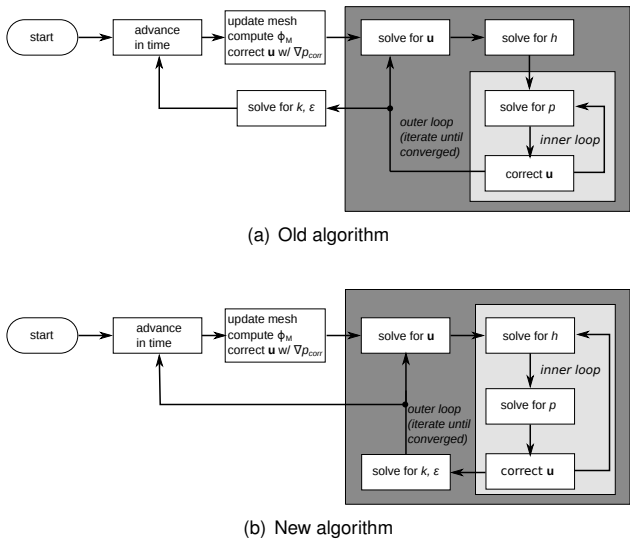 start
advance
in time
update mesh
compute ϕM
correct u w/ ∇pcorr
solve for u
solve for h
solve for k, ε
outer loop
(iterate until
converged)
solve for p
inner loop
correct u
(a) Old algorithm
start
advance
in time
update mesh
compute ϕM
correct u w/ ∇pcorr
solve for u
solve for h
inner loop
solve for p
outer loop
(iterate until
converged)
solve for k, ε
correct u
(b) New algorithm